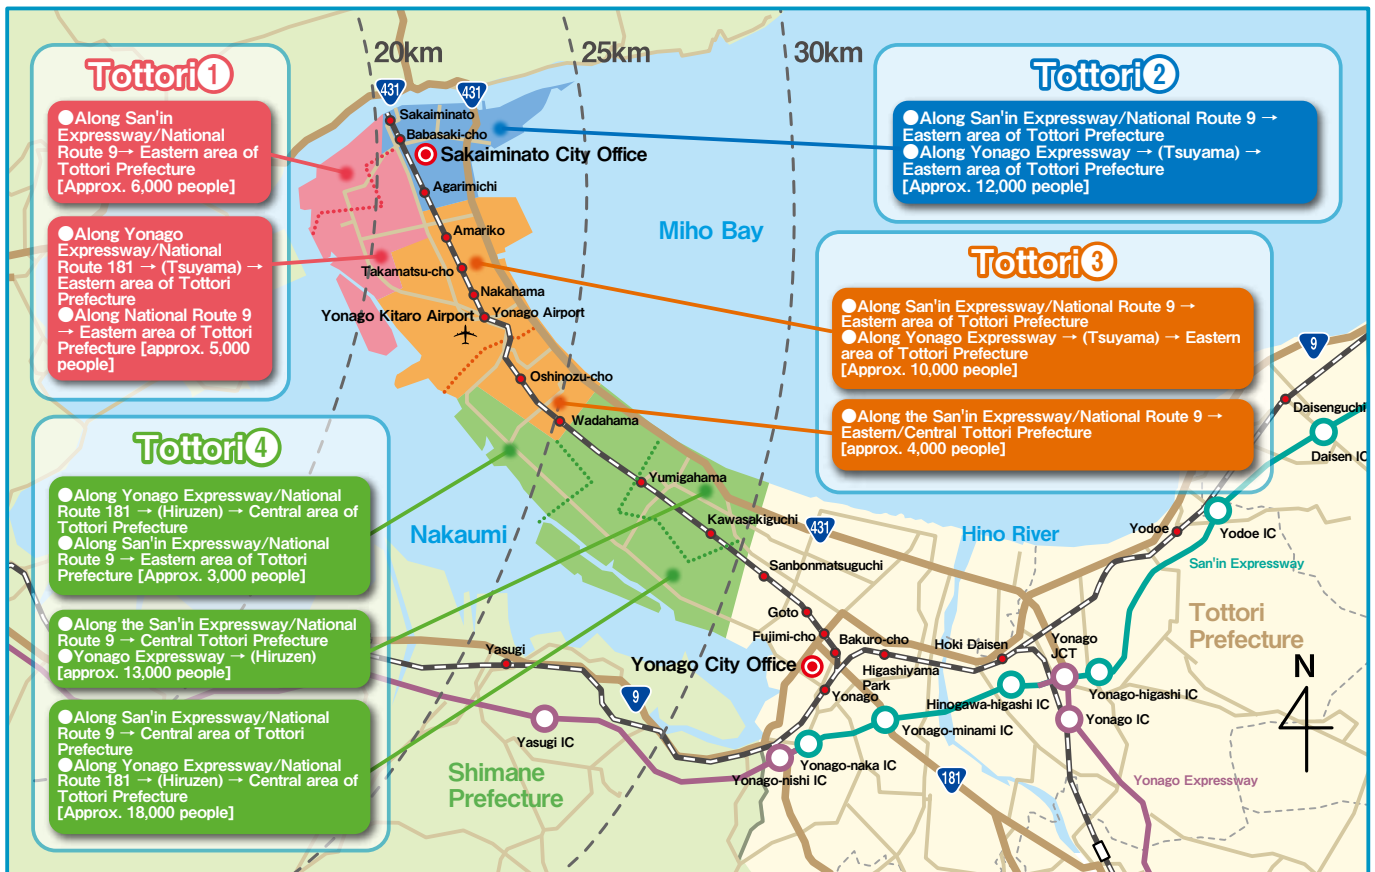 20km
25km
30km
Tottori①
●Along San'in
Expressway/National
Route 9→ Eastern area of
Tottori Prefecture
[Approx. 6,000 people]
●Along Yonago
Expressway/National
Route 181 → (Tsuyama) →
Eastern area of Tottori
Prefecture
●Along National Route 9
→ Eastern area of Tottori
Prefecture [approx. 5,000
people]
Tottori②
●Along San'in Expressway/National Route 9 →
Eastern area of Tottori Prefecture
●Along Yonago Expressway → (Tsuyama) →
Eastern area of Tottori Prefecture
[Approx. 12,000 people]
Tottori③
●Along San'in Expressway/National Route 9 →
Eastern area of Tottori Prefecture
●Along Yonago Expressway → (Tsuyama) → Eastern
area of Tottori Prefecture
[Approx. 10,000 people]
●Along the San'in Expressway/National Route 9 →
Eastern/Central Tottori Prefecture
[approx. 4,000 people]
Tottori④
●Along Yonago Expressway/National
Route 181 → (Hiruzen) → Central area of
Tottori Prefecture
●Along San'in Expressway/National
Route 9 → Eastern area of Tottori
Prefecture [Approx. 3,000 people]
●Along the San'in Expressway/National
Route 9 → Central Tottori Prefecture
●Yonago Expressway → (Hiruzen)
[approx. 13,000 people]
●Along San'in Expressway/National
Route 9 → Central area of Tottori
Prefecture
●Along Yonago Expressway/National
Route 181 → (Hiruzen) → Central area of
Tottori Prefecture
[Approx. 18,000 people]
431
431
Sakaiminato
Babasaki-cho
Sakaiminato City Office
Agarimichi
Amariko
Takamatsu-cho
Nakahama
Yonago Kitaro Airport
Yonago Airport
Oshinozu-cho
Wadahama
Yumigahama
Kawasakiguchi
Sanbonmatsuguchi
Goto
Fujimi-cho
Bakuro-cho
Yonago City Office
Higashiyama
Park
Yonago
Hoki Daisen
Miho Bay
Nakaumi
Hino River
431
9
Daisenguchi
Daisen IC
Yodoe
Yodoe IC
San'in Expressway
Tottori
Prefecture
Yonago
JCT
Yonago-higashi IC
Hinogawa-higashi IC
Yonago IC
Yonago-minami IC
Yonago-naka IC
Yonago-nishi IC
Yasugi
9
Yasugi IC
Shimane
Prefecture
181
Yonago Expressway
N